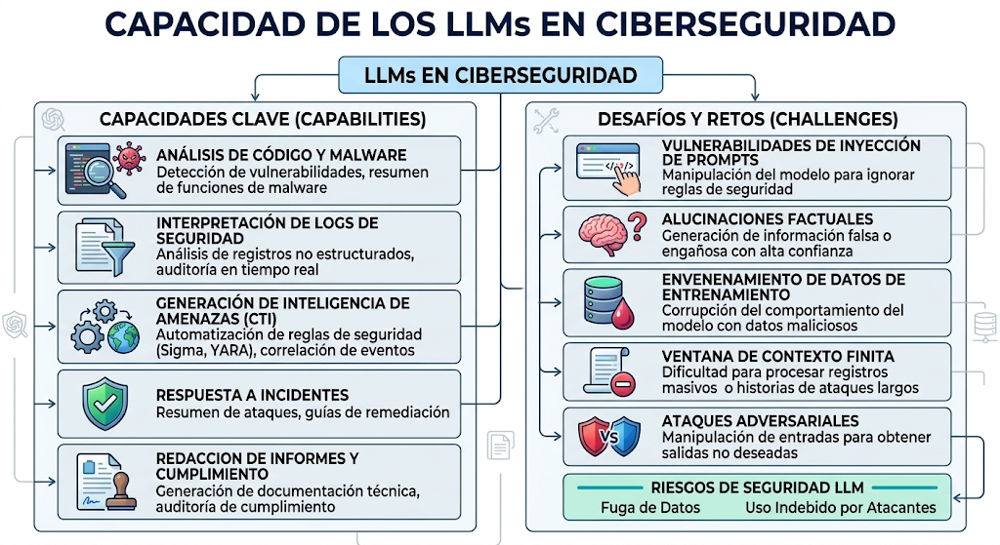 CAPACIDAD DE LOS LLMs EN CIBERSEGURIDAD
LLMs EN CIBERSEGURIDAD
CAPACIDADES CLAVE (CAPABILITIES)
ANÁLISIS DE CÓDIGO Y MALWARE
Detección de vulnerabilidades, resumen
de funciones de malware
INTERPRETACIÓN DE LOGS DE
SEGURIDAD
Análisis de registros no estructurados,
auditoría en tiempo real
GENERACIÓN DE INTELIGENCIA DE
AMENAZAS (CTI)
Automatización de reglas de seguridad
(Sigma, YARA), correlación de eventos
RESPUESTA A INCIDENTES
Resumen de ataques, guías de remediación
REDACCION DE INFORMES Y
CUMPLIMIENTO
Generación de documentación técnica,
auditoría de cumplimiento
DESAFÍOS Y RETOS (CHALLENGES)
</>
VULNERABILIDADES DE INYECCIÓN
DE PROMPTS
Manipulación del modelo para ignorar
reglas de seguridad
?
ALUCINACIONES FACTUALES
Generación de información falsa o
engañosa con alta confianza
ENVENENAMIENTO DE DATOS DE
ENTRENAMIENTO
Corrupción del comportamiento del
modelo con datos maliciosos
VENTANA DE CONTEXTO FINITA
Dificultad para procesar registros
masivos o historias de ataques largos
VS
ATAQUES ADVERSARIALES
Manipulación de entradas para obtener
salidas no deseadas
RIESGOS DE SEGURIDAD LLM
Fuga de Datos Uso Indebido por Atacantes